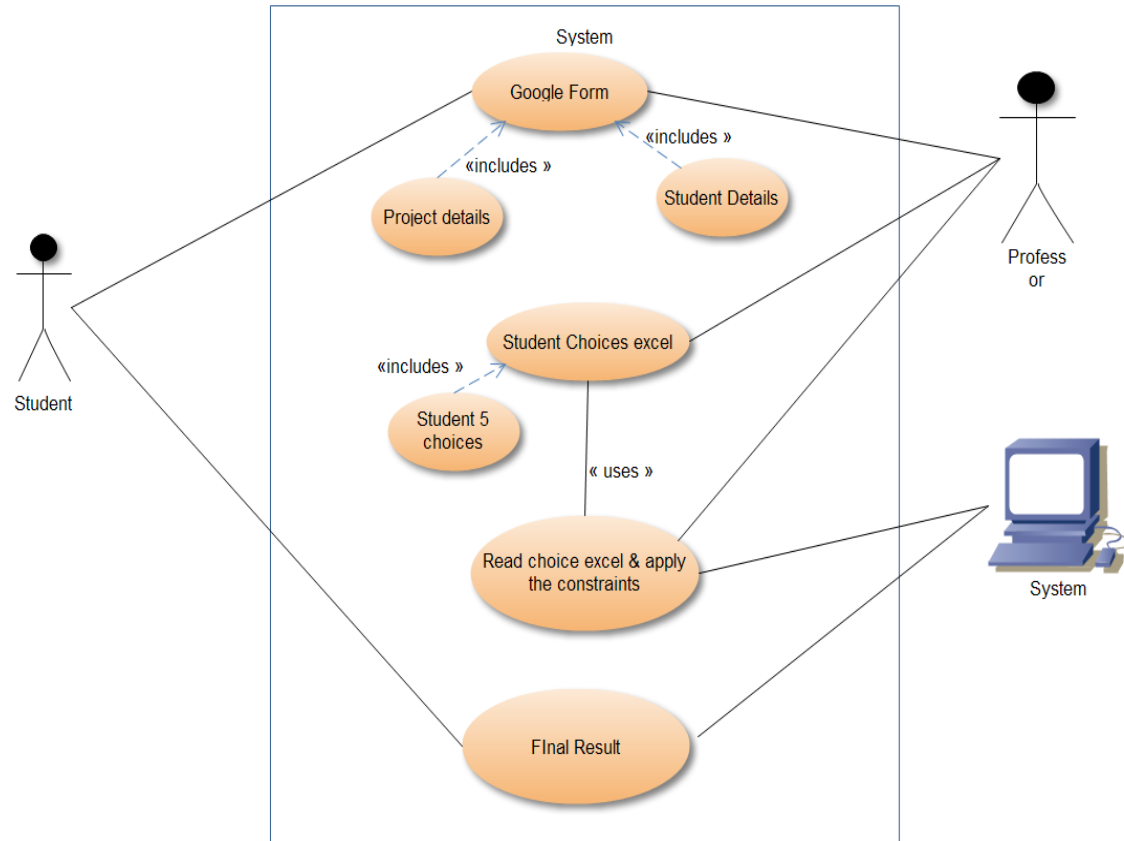 System
Google Form
«includes »
«includes »
Project details
Student Details
Profess
or
Student Choices excel
«includes »
Student
Student 5
choices
« uses »
Read choice excel & apply
the constraints
System
FInal Result